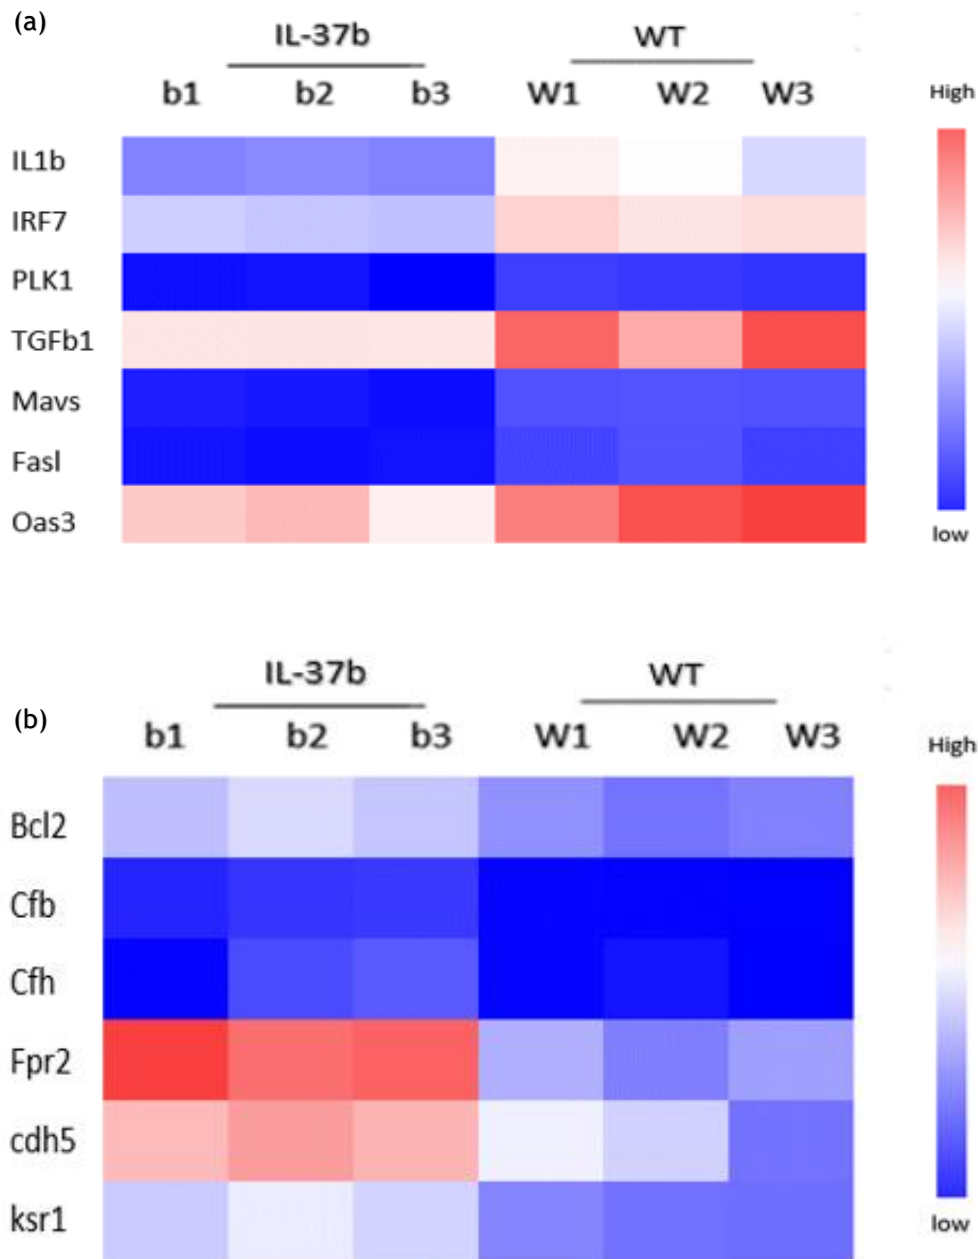 (a)
IL-37b WT
b1 b2 b3 W1 W2 W3
High
IL1b
IRF7
PLK1
TGFb1
Mavs
Fasl
Oas3
low
IL-37b WT
(b)
b1 b2 b3 W1 W2 W3
High
Bcl2
Cfb
Cfh
Fpr2
cdh5
ksr1
low